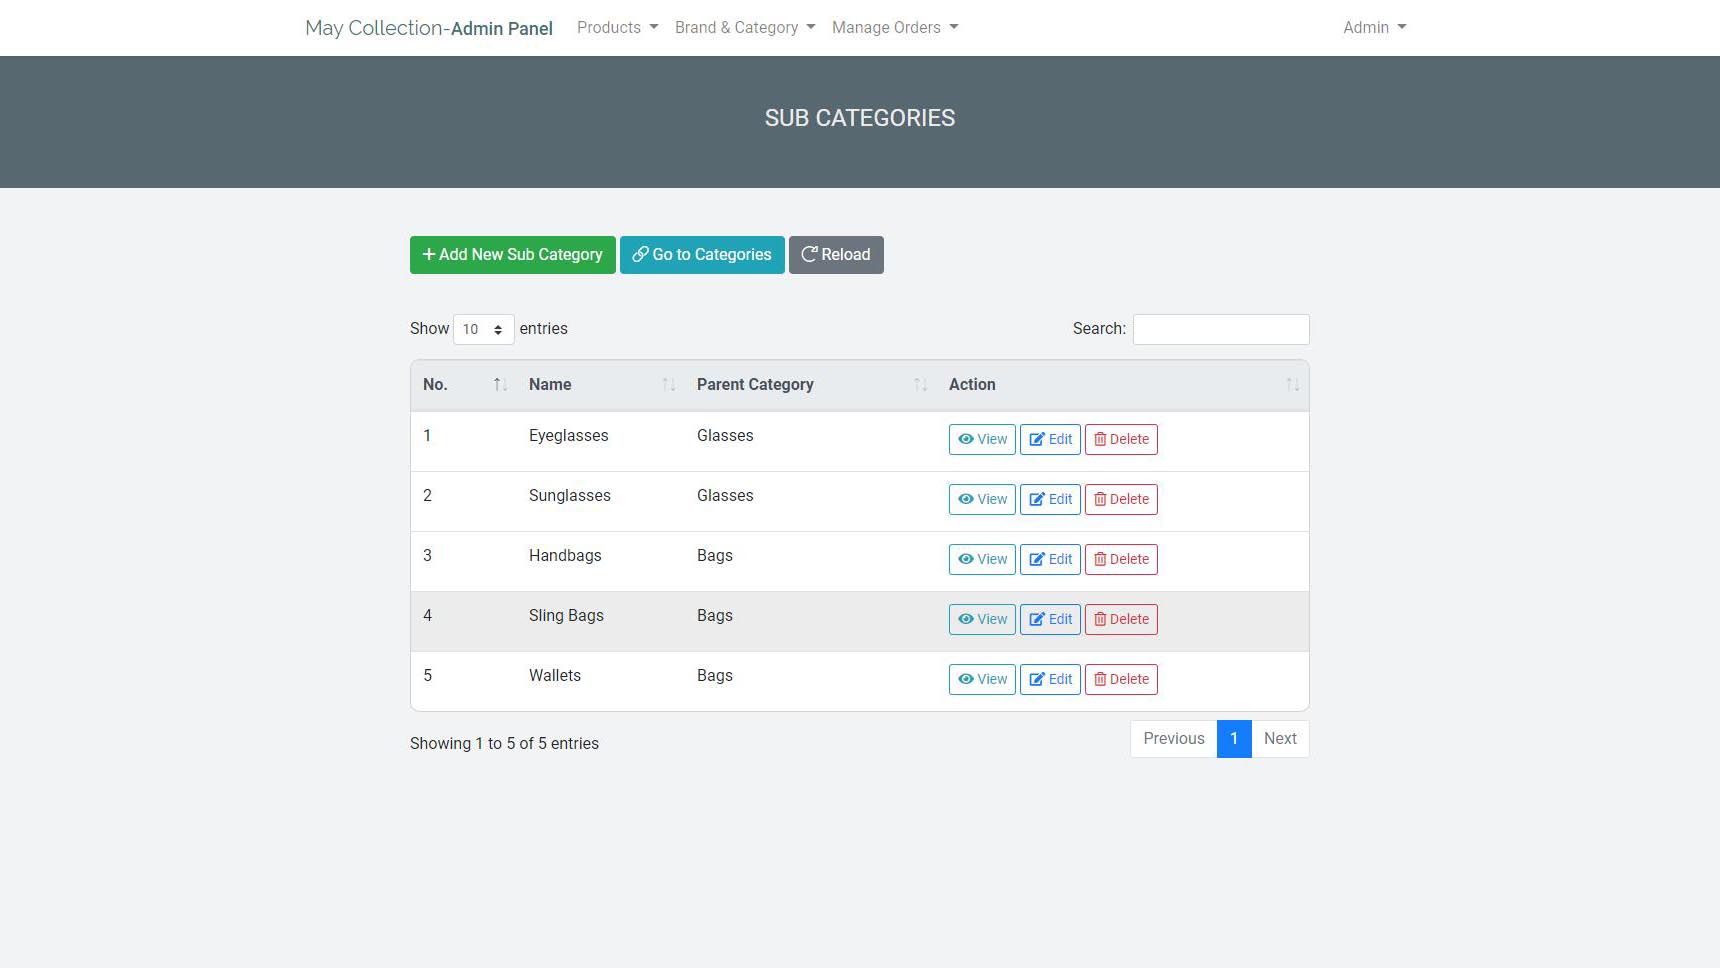 May Collection-Admin Panel Products Brand & Category Manage Orders Admin
SUB CATEGORIES
Add New Sub Category Go to Categories Reload
Show 10 entries Search:
No. Name Parent Category Action
1 Eyeglasses Glasses View Edit Delete
2 Sunglasses Glasses View Edit Delete
3 Handbags Bags View Edit Delete
4 Sling Bags Bags View Edit Delete
5 Wallets Bags View Edit Delete
Showing 1 to 5 of 5 entries Previous 1 Next